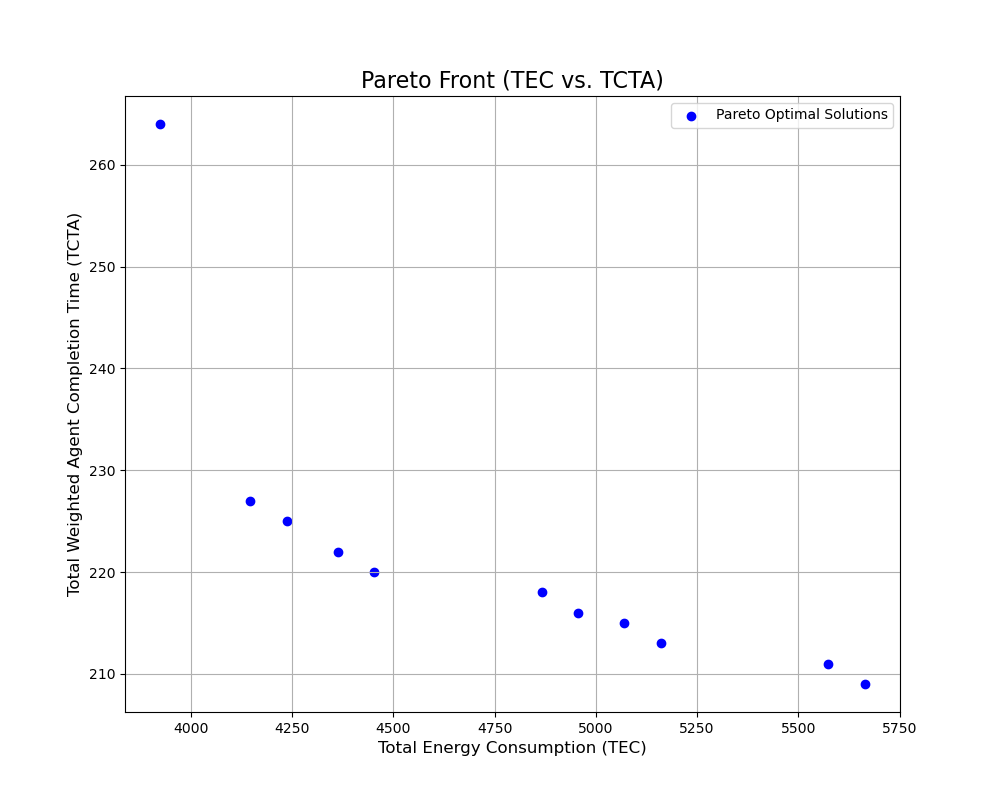 Pareto Front (TEC vs. TCTA)
Pareto Optimal Solutions
Total Weighted Agent Completion Time (TCTA)
260
250
240
230
220
210
4000 4250 4500 4750 5000 5250 5500 5750
Total Energy Consumption (TEC)